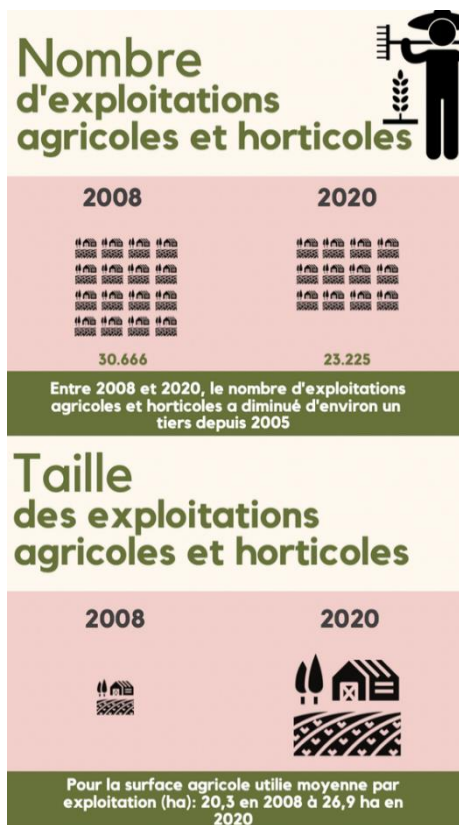 Nombre
d'exploitations
agricoles et horticoles
2008
2020
30.666
23.225
Entre 2008 et 2020, le nombre d'exploitations
agricoles et horticoles a diminué d'environ un
tiers depuis 2005
Taille
des exploitations
agricoles et horticoles
2008
2020
Pour la surface agricole utilie moyenne par
exploitation (ha): 20,3 en 2008 à 26,9 ha en
2020